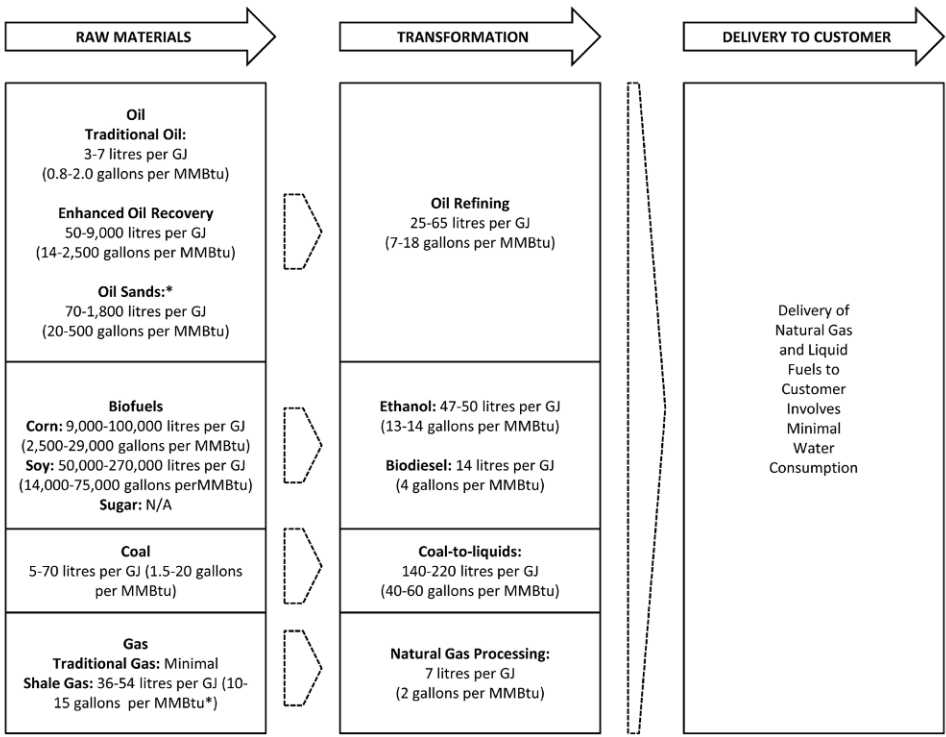 RAW MATERIALS
TRANSFORMATION
DELIVERY TO CUSTOMER
Oil
Traditional Oil:
3-7 litres per GJ
(0.8-2.0 gallons per MMBtu)
Enhanced Oil Recovery
50-9,000 litres per GJ
(14-2,500 gallons per MMBtu)
Oil Sands:*
70-1,800 litres per GJ
(20-500 gallons per MMBtu)
Oil Refining
25-65 litres per GJ
(7-18 gallons per MMBtu)
Biofuels
Corn: 9,000-100,000 litres per GJ
(2,500-29,000 gallons per MMBtu)
Soy: 50,000-270,000 litres per GJ
(14,000-75,000 gallons perMMBtu)
Sugar: N/A
Ethanol: 47-50 litres per GJ
(13-14 gallons per MMBtu)
Biodiesel: 14 litres per GJ
(4 gallons per MMBtu)
Coal
5-70 litres per GJ (1.5-20 gallons
per MMBtu)
Coal-to-liquids:
140-220 litres per GJ
(40-60 gallons per MMBtu)
Gas
Traditional Gas: Minimal
Shale Gas: 36-54 litres per GJ (10-
15 gallons per MMBtu*)
Natural Gas Processing:
7 litres per GJ
(2 gallons per MMBtu)
Delivery of
Natural Gas
and Liquid
Fuels to
Customer
Involves
Minimal
Water
Consumption